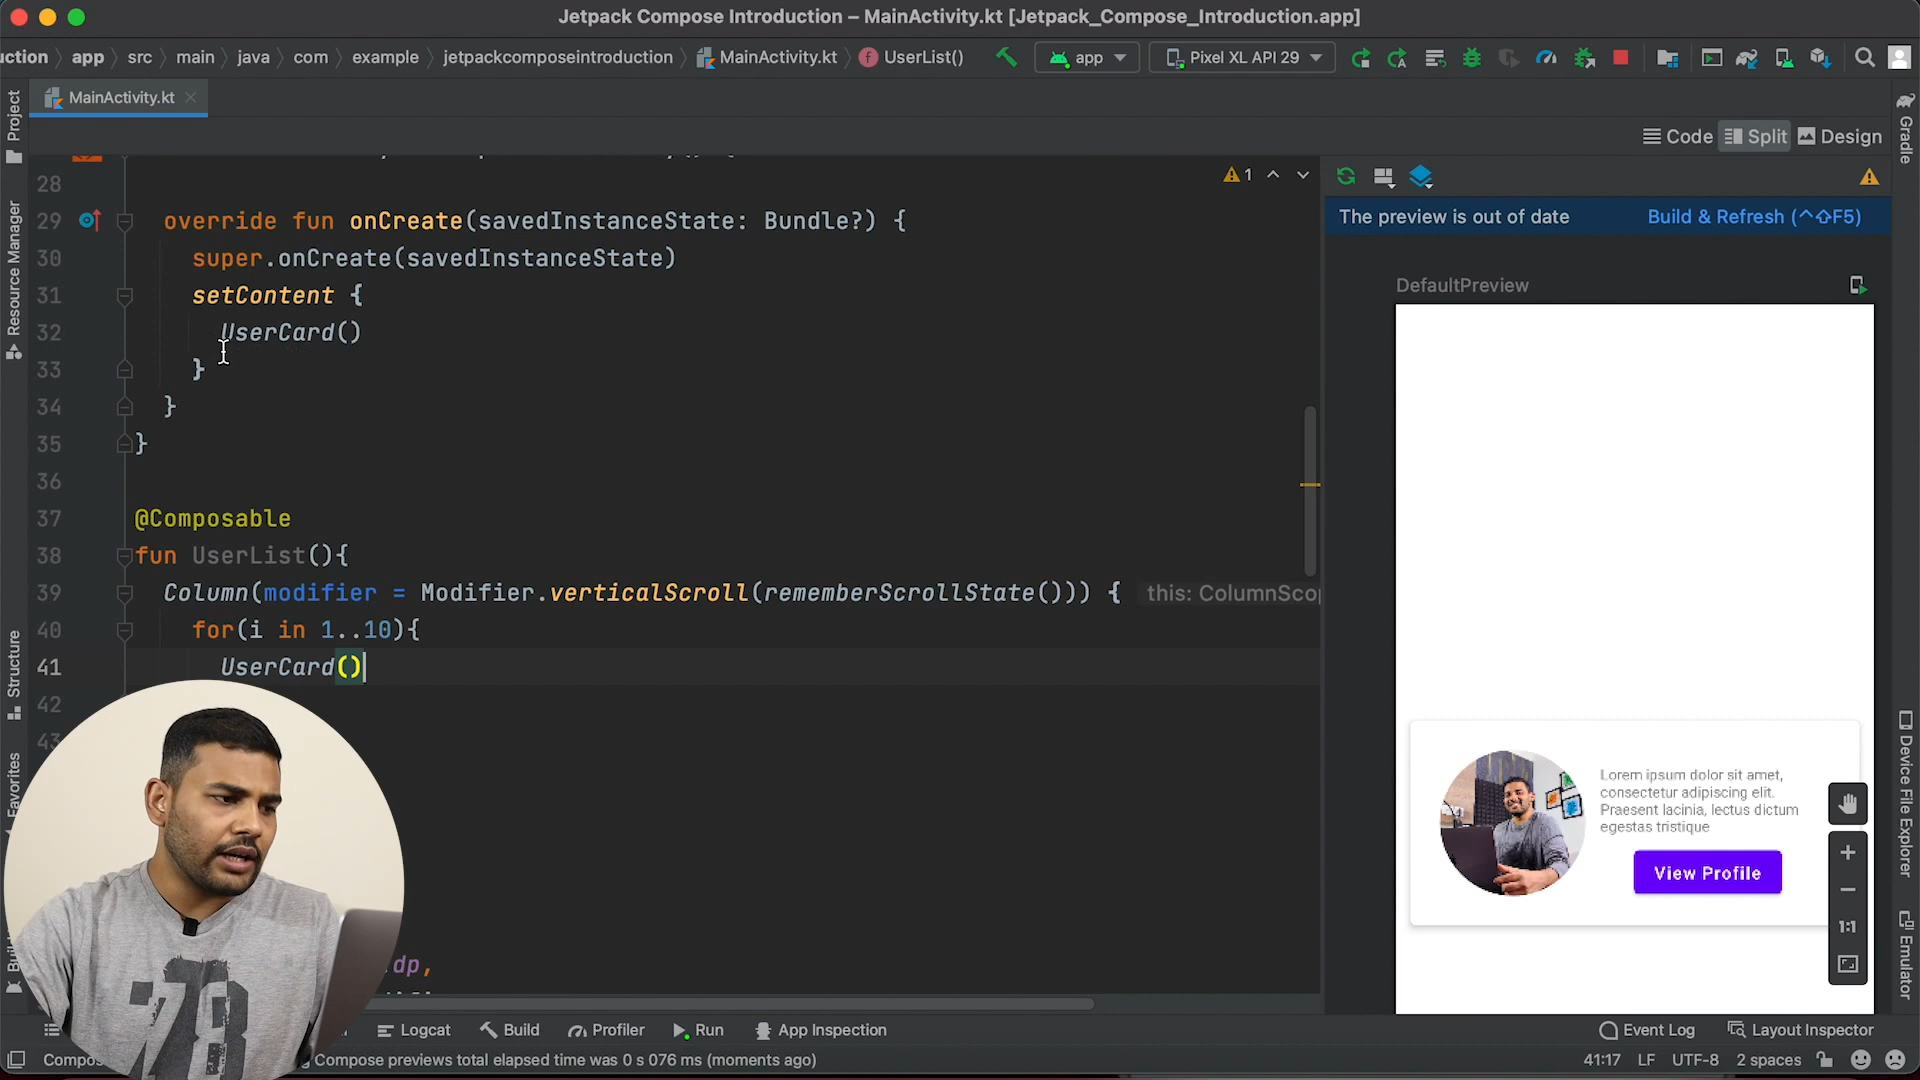 Jetpack Compose Introduction – MainActivity.kt [Jetpack_Compose_Introduction.app]
uction
app
src
main
java
com
example
jetpackcomposeintroduction
MainActivity.kt
UserList()
app
Pixel XL API 29
MainActivity.kt
Project
Resource Manager
Structure
Favorites
Gradle
Device File Explorer
Emulator
Code
Split
Design
1
28
29 override fun onCreate(savedInstanceState: Bundle?) {
30 super.onCreate(savedInstanceState)
31 setContent {
32 UserCard()
33 }
34 }
35 }
36
37 @Composable
38 fun UserList(){
39 Column(modifier = Modifier.verticalScroll(rememberScrollState())) { this: ColumnScop
40 for(i in 1..10){
41 UserCard()
42
dp,
The preview is out of date
Build & Refresh (^⇧F5)
DefaultPreview
Lorem ipsum dolor sit amet,
consectetur adipiscing elit.
Praesent lacinia, lectus dictum
egestas tristique
View Profile
1:1
78
Logcat
Build
Profiler
Run
App Inspection
Event Log
Layout Inspector
Compose previews total elapsed time was 0 s 076 ms (moments ago)
41:17
LF
UTF-8
2 spaces